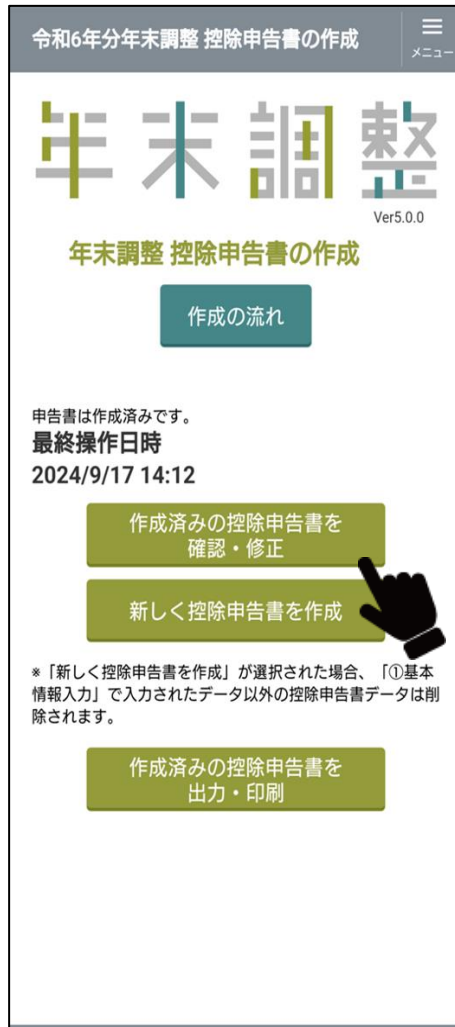 令和6年分年末調整 控除申告書の作成
メニュー
年末調整
Ver5.0.0
年末調整 控除申告書の作成
作成の流れ
申告書は作成済みです。
最終操作日時
2024/9/17 14:12
作成済みの控除申告書を
確認・修正
新しく控除申告書を作成
※「新しく控除申告書を作成」が選択された場合、「①基本
情報入力」で入力されたデータ以外の控除申告書データは削
除されます。
作成済みの控除申告書を
出力・印刷